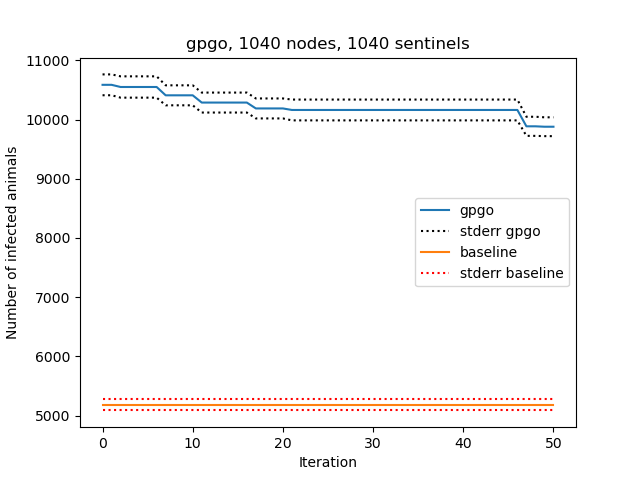 gpgo, 1040 nodes, 1040 sentinels
11000
10000
9000
8000
7000
6000
5000
Number of infected animals
gpgo
stderr gpgo
baseline
stderr baseline
0 10 20 30 40 50
Iteration